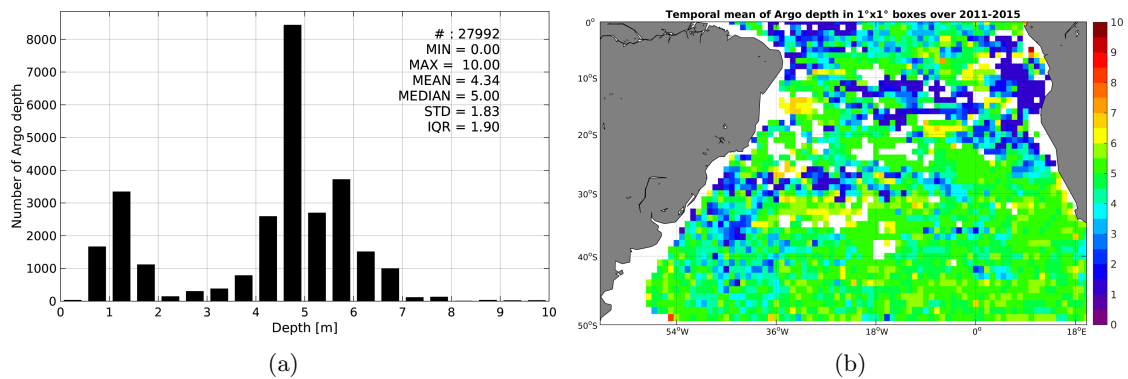 8000
7000
6000
5000
4000
3000
2000
1000
0
Number of Argo depth
# : 27992
MIN = 0.00
MAX = 10.00
MEAN = 4.34
MEDIAN = 5.00
STD = 1.83
IQR = 1.90
0 1 2 3 4 5 6 7 8 9 10
Depth [m]
(a)
Temporal mean of Argo depth in 1°x1° boxes over 2011-2015
0°
10°S
20°S
30°S
40°S
50°S
54°W 36°W 18°W 0° 18°E
10
9
8
7
6
5
4
3
2
1
0
(b)